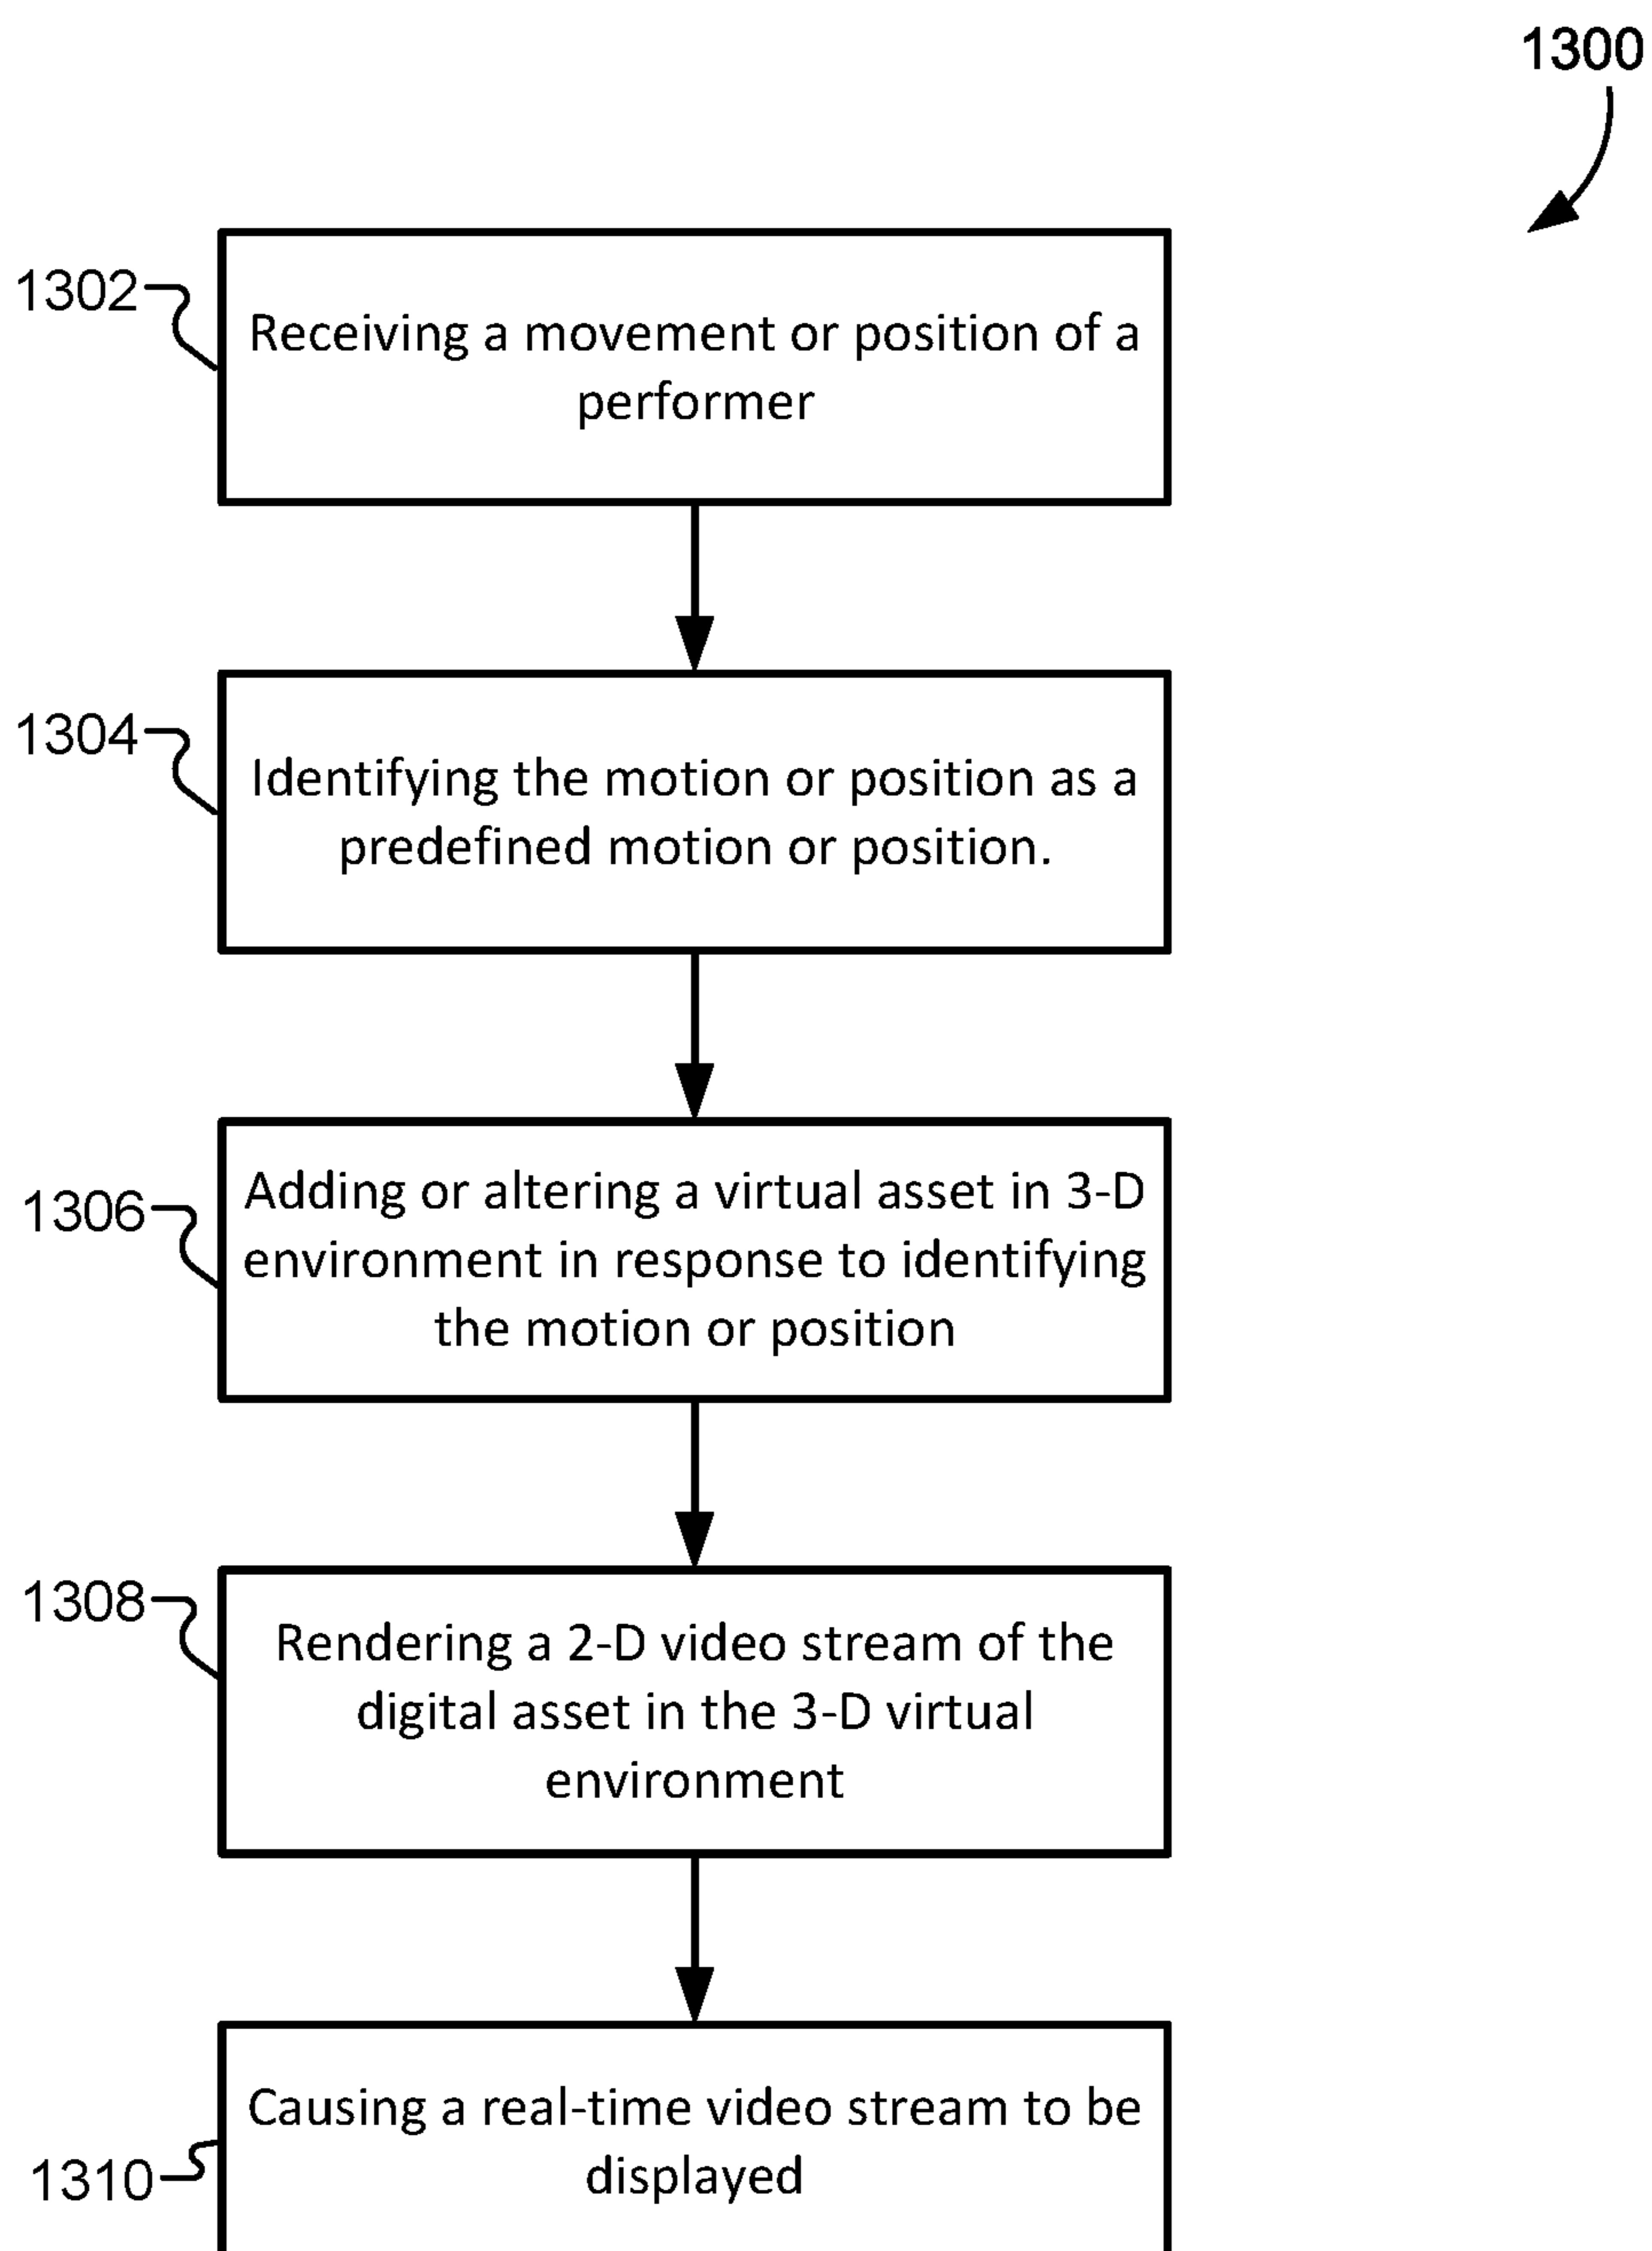 1300
1302
Receiving a movement or position of a
performer
1304
Identifying the motion or position as a
predefined motion or position.
1306
Adding or altering a virtual asset in 3-D
environment in response to identifying
the motion or position
1308
Rendering a 2-D video stream of the
digital asset in the 3-D virtual
environment
1310
Causing a real-time video stream to be
displayed